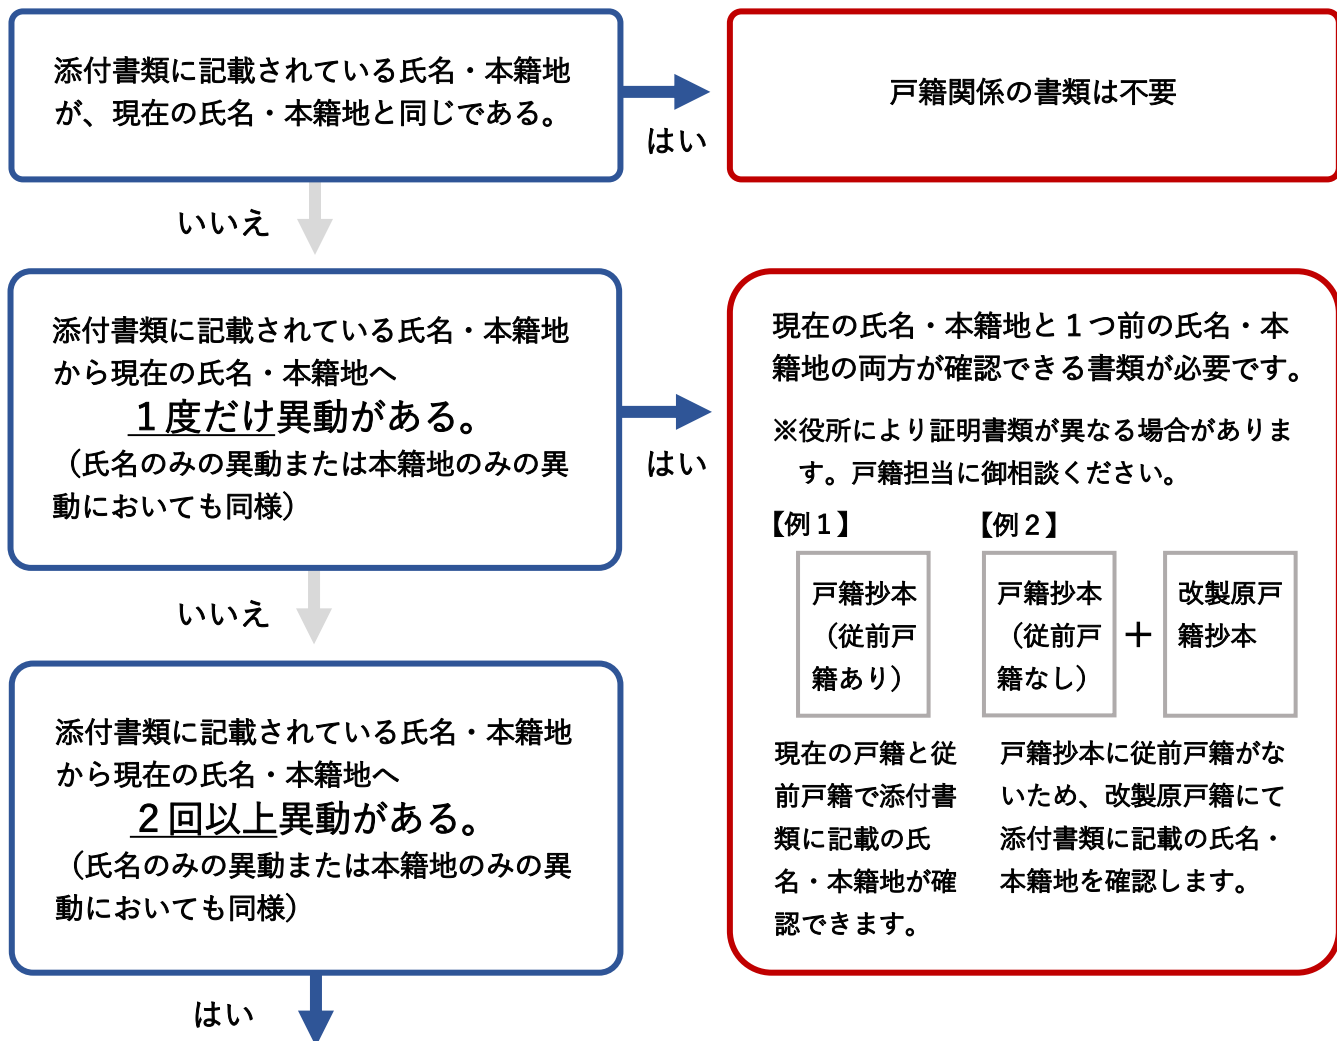 添付書類に記載されている氏名・本籍地
が、現在の氏名・本籍地と同じである。
はい
戸籍関係の書類は不要
いいえ
添付書類に記載されている氏名・本籍地
から現在の氏名・本籍地へ
１度だけ異動がある。
（氏名のみの異動または本籍地のみの異
動においても同様）
はい
現在の氏名・本籍地と１つ前の氏名・本
籍地の両方が確認できる書類が必要です。
※役所により証明書類が異なる場合がありま
す。戸籍担当に御相談ください。
【例１】
戸籍抄本
（従前戸
籍あり）
現在の戸籍と従
前戸籍で添付書
類に記載の氏
名・本籍地が確
認できます。
【例２】
戸籍抄本
（従前戸
籍なし）
＋
改製原戸
籍抄本
戸籍抄本に従前戸籍がな
いため、改製原戸籍にて
添付書類に記載の氏名・
本籍地を確認します。
いいえ
添付書類に記載されている氏名・本籍地
から現在の氏名・本籍地へ
２回以上異動がある。
（氏名のみの異動または本籍地のみの異
動においても同様）
はい